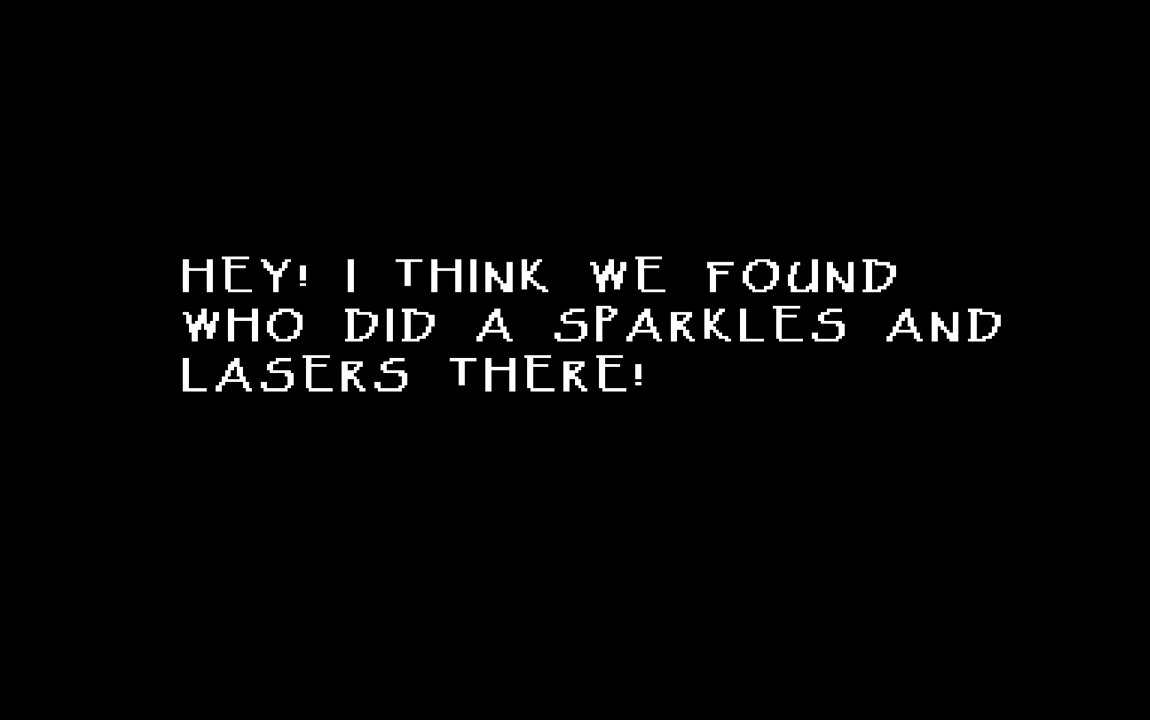 HEY! I THINK WE FOUND
WHO DID A SPARKLES AND
LASERS THERE!